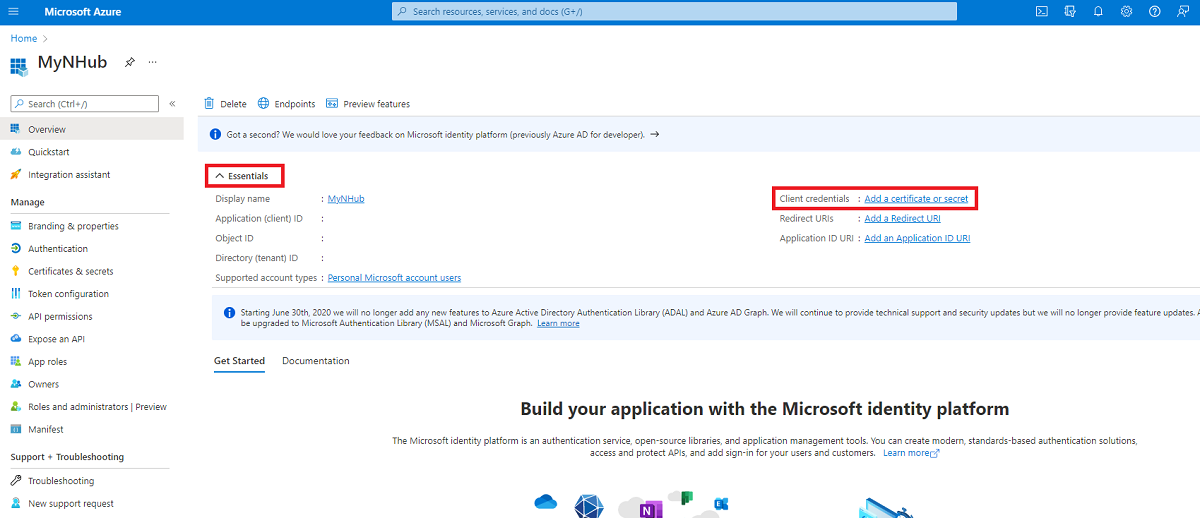 Microsoft Azure
Search resources, services, and docs (G+/)
Home
MyNHub
Search (Ctrl+/)
Overview
Quickstart
Integration assistant
Manage
Branding & properties
Authentication
Certificates & secrets
Token configuration
API permissions
Expose an API
App roles
Owners
Roles and administrators | Preview
Manifest
Support + Troubleshooting
Troubleshooting
New support request
Delete Endpoints Preview features
Got a second? We would love your feedback on Microsoft identity platform (previously Azure AD for developer). →
Essentials
Display name : MyNHub
Application (client) ID :
Object ID :
Directory (tenant) ID :
Supported account types : Personal Microsoft account users
Client credentials : Add a certificate or secret
Redirect URIs : Add a Redirect URI
Application ID URI : Add an Application ID URI
Starting June 30th, 2020 we will no longer add any new features to Azure Active Directory Authentication Library (ADAL) and Azure AD Graph. We will continue to provide technical support and security updates but we will no longer provide feature updates. A
be upgraded to Microsoft Authentication Library (MSAL) and Microsoft Graph. Learn more
Get Started Documentation
Build your application with the Microsoft identity platform
The Microsoft identity platform is an authentication service, open-source libraries, and application management tools. You can create modern, standards-based authentication solutions,
access and protect APIs, and add sign-in for your users and customers. Learn more
N
P
E